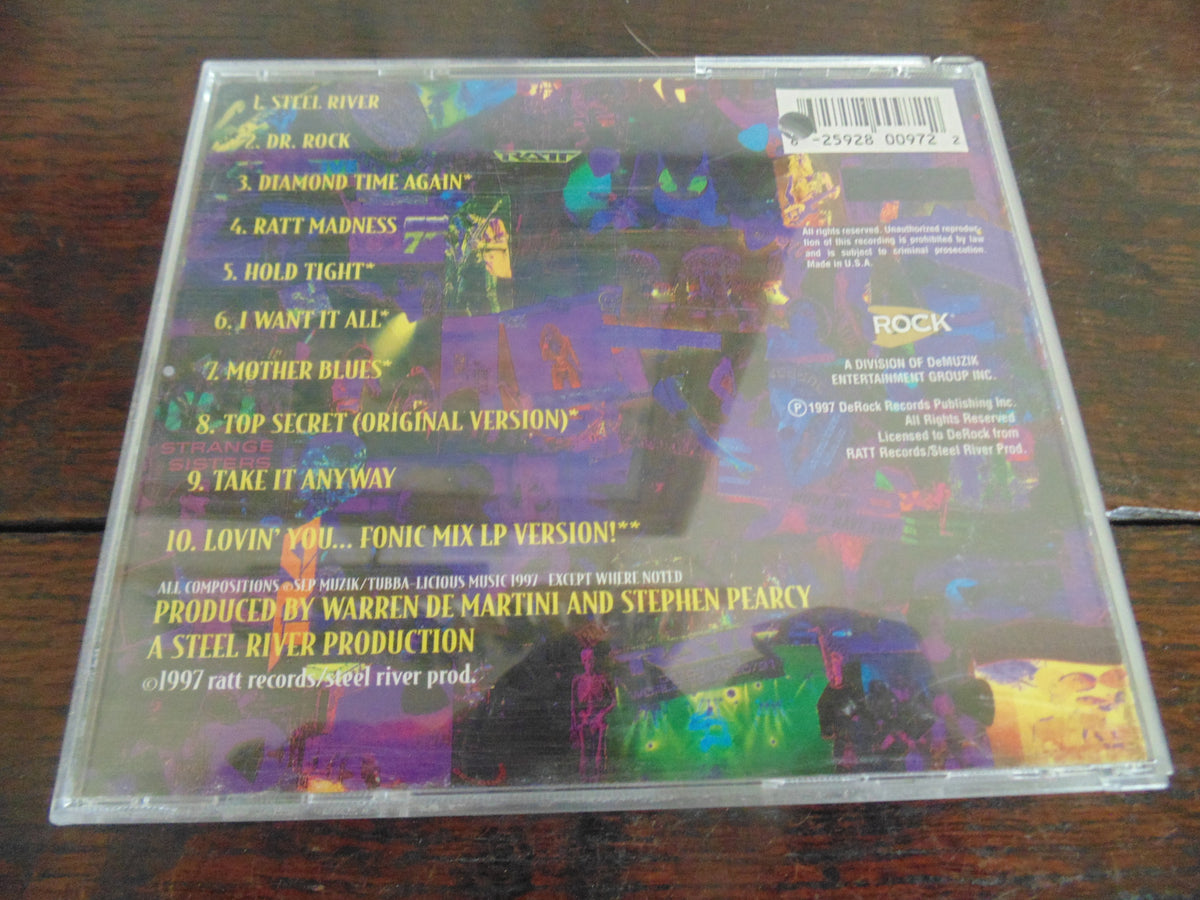 1. STEEL RIVER
2. DR. ROCK
3. DIAMOND TIME AGAIN*
4. RATT MADNESS
5. HOLD TIGHT*
6. I WANT IT ALL*
7. MOTHER BLUES*
8. TOP SECRET (ORIGINAL VERSION)*
9. TAKE IT ANYWAY
10. LOVIN' YOU... FONIC MIX LP VERSION!**
ALL COMPOSITIONS ©SEP MUZIK/TUBBA-LICIOUS MUSIC 1997 EXCEPT WHERE NOTED
PRODUCED BY WARREN DE MARTINI AND STEPHEN PEARCY
A STEEL RIVER PRODUCTION
©1997 ratt records/steel river prod.
RATT
7"
STRANGE
SISTERS
6 -25928 00972 2
All rights reserved. Unauthorized reproduc-
tion of this recording is prohibited by law
and is subject to criminal prosecution.
Made in U.S.A.
ROCK
A DIVISION OF DeMUZIK
ENTERTAINMENT GROUP INC.
Ⓟ1997 DeRock Records Publishing Inc.
All Rights Reserved
Licensed to DeRock from
RATT Records/Steel River Prod.